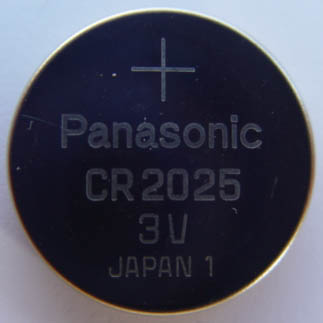 +
Panasonic
CR2025
3V
JAPAN 1